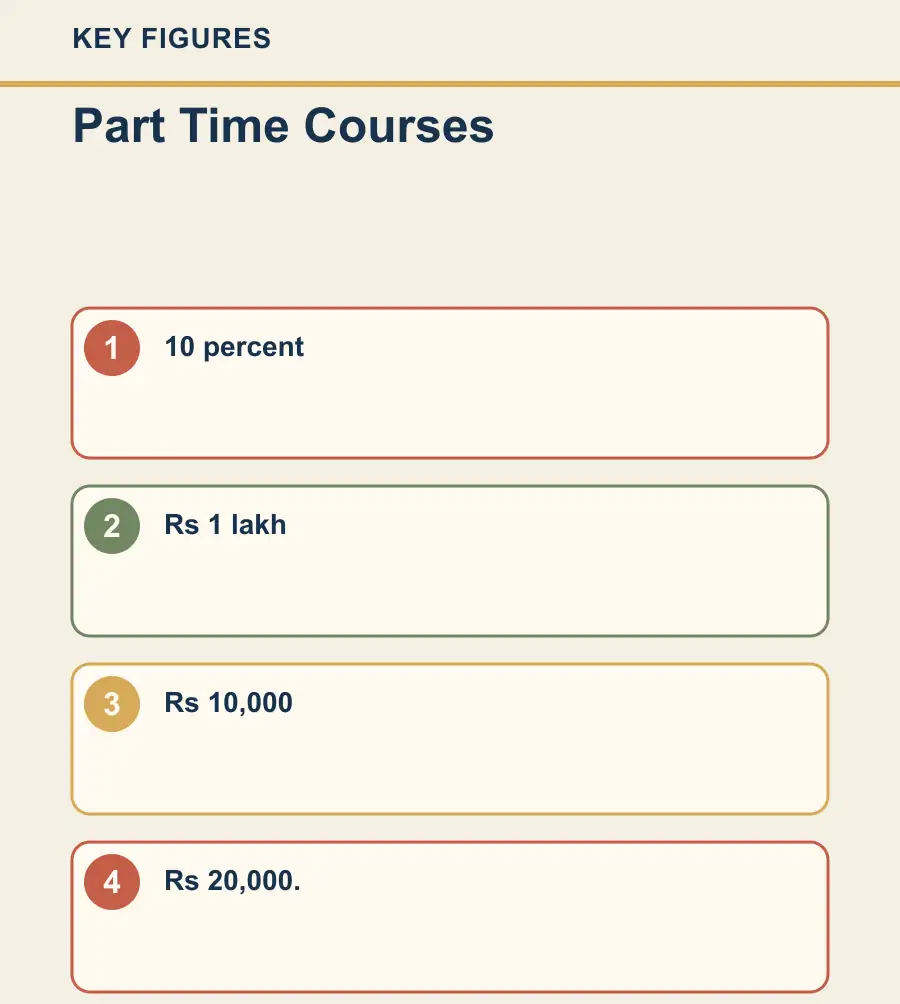 KEY FIGURES
Part Time Courses
1 10 percent
2 Rs 1 lakh
3 Rs 10,000
4 Rs 20,000.